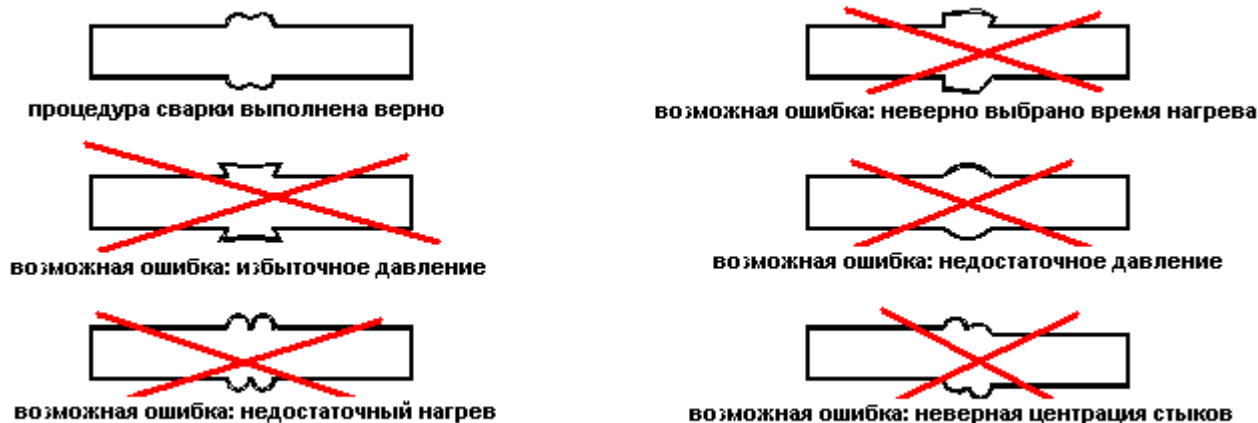 процедура сварки выполнена верно
возможная ошибка: неверно выбрано время нагрева
возможная ошибка: избыточное давление
возможная ошибка: недостаточное давление
возможная ошибка: недостаточный нагрев
возможная ошибка: неверная центрация стыков